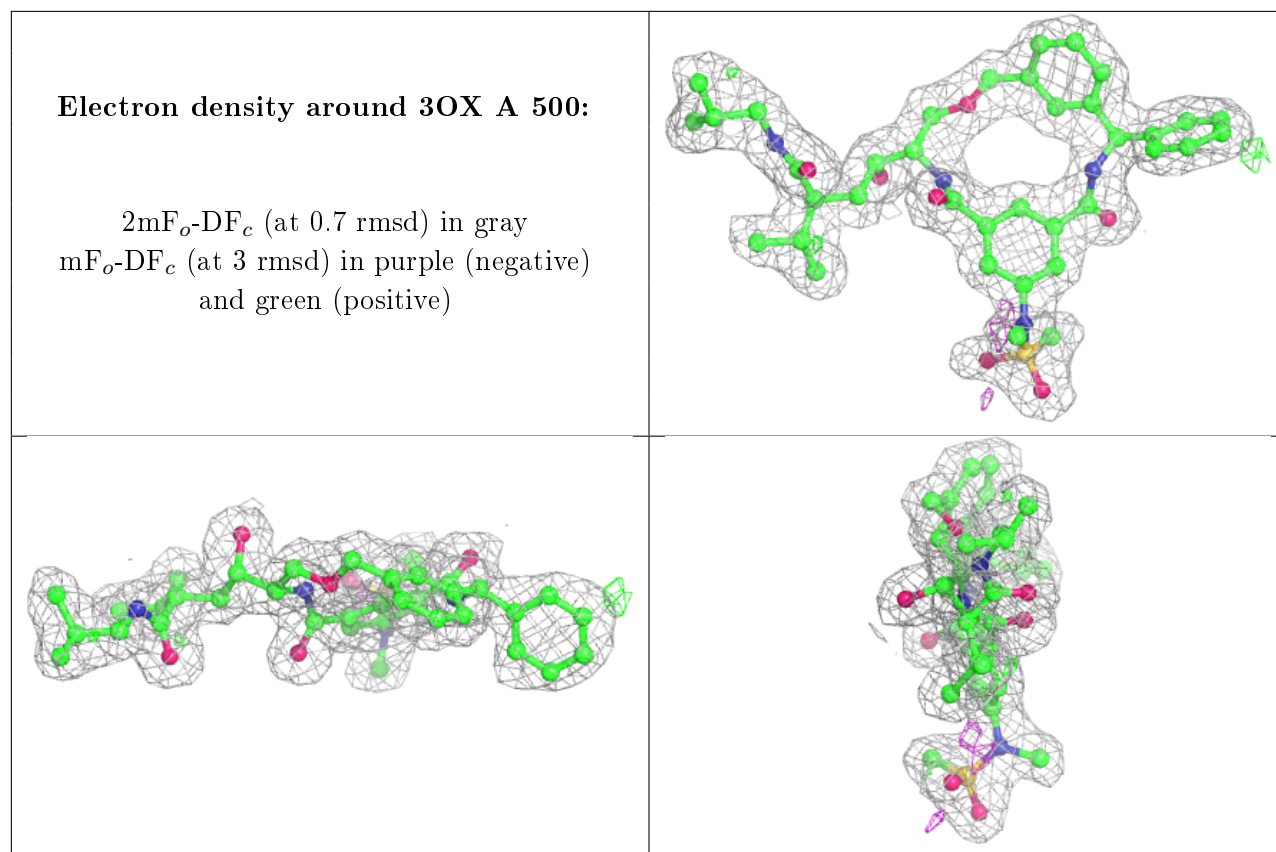 Electron density around 3OX A 500:
2mFo-DFc (at 0.7 rmsd) in gray
mFo-DFc (at 3 rmsd) in purple (negative)
and green (positive)